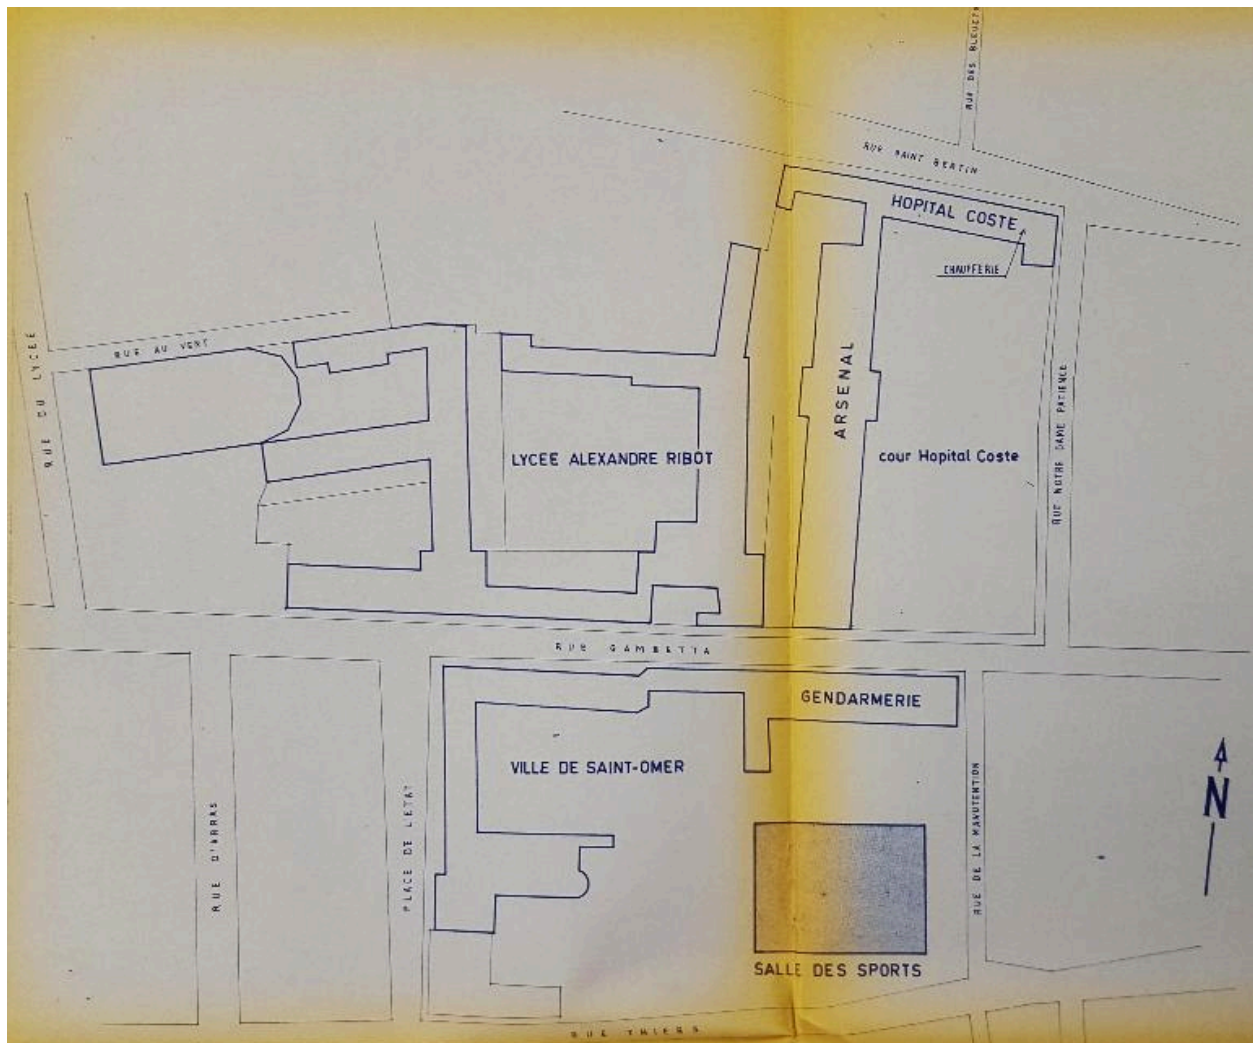 RUE DES BLEUETS
RUE SAINT BERTIN
HOPITAL COSTE
CHAUFFERIE
RUE AU VENT
RUE DU LYCEE
ARSENAL
RUE NOTRE DAME PATIENCE
LYCEE ALEXANDRE RIBOT
cour Hopital Coste
RUE GAMBETTA
GENDARMERIE
VILLE DE SAINT-OMER
N
RUE D'ARRAS
PLACE DE L'ETAT
RUE DE LA MANUTENTION
SALLE DES SPORTS
RUE THIERS